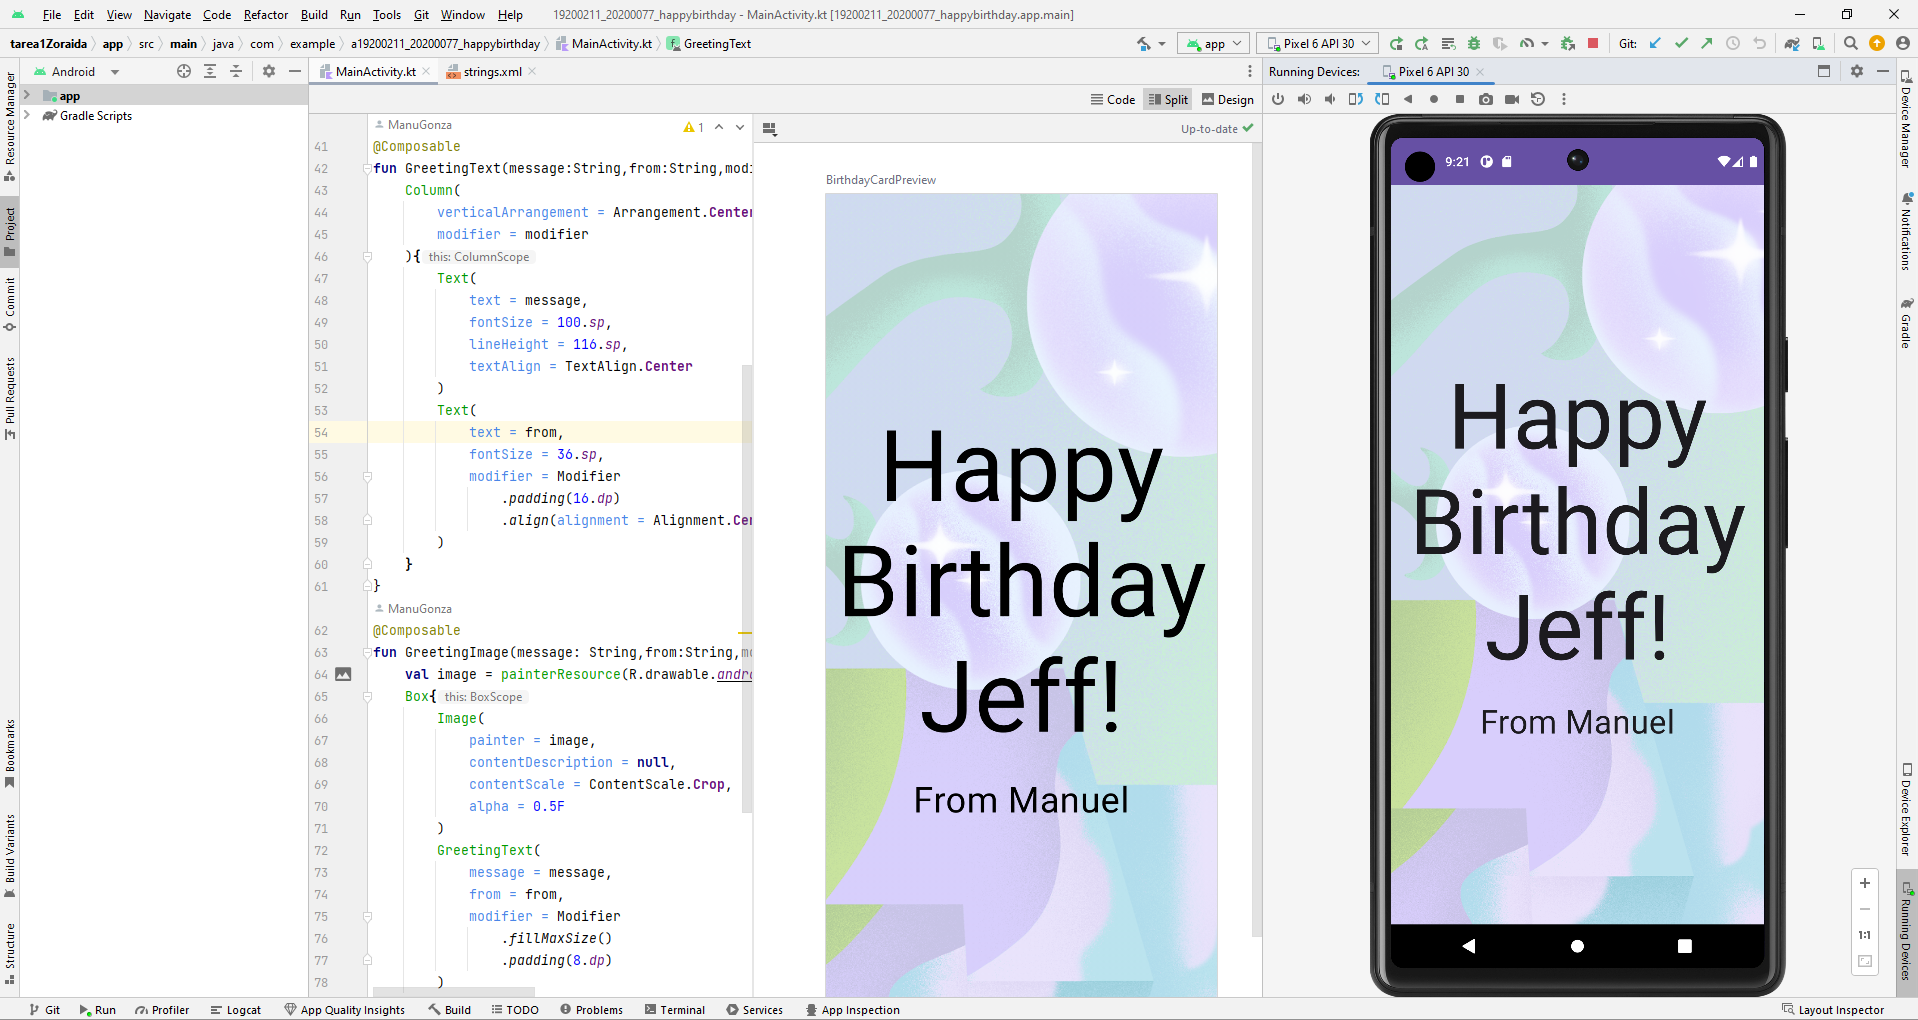 File Edit View Navigate Code Refactor Build Run Tools Git Window Help 19200211_20200077_happybirthday - MainActivity.kt [19200211_20200077_happybirthday.app.main]
tarea1Zoraida app src main java com example a19200211_20200077_happybirthday MainActivity.kt GreetingText app Pixel 6 API 30 Git:
Android
MainActivity.kt strings.xml
Running Devices: Pixel 6 API 30
Code Split Design
app
Gradle Scripts
Resource Manager
Project
Commit
Pull Requests
Bookmarks
Build Variants
Structure
ManuGonza
1
41 @Composable
42 fun GreetingText(message:String,from:String,modi
43 Column(
44 verticalArrangement = Arrangement.Center
45 modifier = modifier
46 ){ this: ColumnScope
47 Text(
48 text = message,
49 fontSize = 100.sp,
50 lineHeight = 116.sp,
51 textAlign = TextAlign.Center
52 )
53 Text(
54 text = from,
55 fontSize = 36.sp,
56 modifier = Modifier
57 .padding(16.dp)
58 .align(alignment = Alignment.Cen
59 )
60 }
61 }
ManuGonza
62 @Composable
63 fun GreetingImage(message: String,from:String,mo
64 val image = painterResource(R.drawable.andro
65 Box{ this: BoxScope
66 Image(
67 painter = image,
68 contentDescription = null,
69 contentScale = ContentScale.Crop,
70 alpha = 0.5F
71 )
72 GreetingText(
73 message = message,
74 from = from,
75 modifier = Modifier
76 .fillMaxSize()
77 .padding(8.dp)
78 )
Up-to-date
BirthdayCardPreview
Happy
Birthday
Jeff!
From Manuel
9:21
Happy
Birthday
Jeff!
From Manuel
1:1
Device Manager
Notifications
Gradle
Device Explorer
Running Devices
Git Run Profiler Logcat App Quality Insights Build TODO Problems Terminal Services App Inspection Layout Inspector